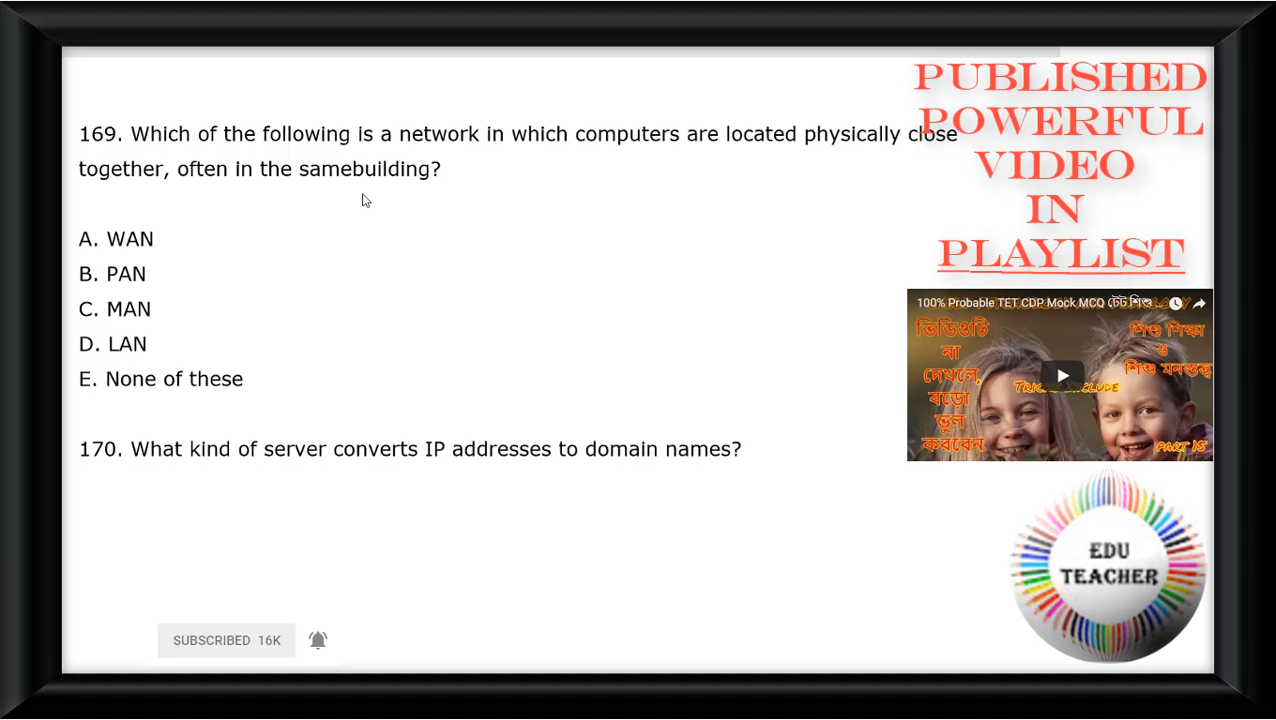 169. Which of the following is a network in which computers are located physically close
together, often in the samebuilding?
A. WAN
B. PAN
C. MAN
D. LAN
E. None of these
170. What kind of server converts IP addresses to domain names?
PUBLISHED
POWERFUL
VIDEO
IN
PLAYLIST
100% Probable TET CDP Mock MCQ টেট শিশু ...
ভিডিওটি
না
দেখলে,
বড়ো
ভুল
করবেন
শিশু শিক্ষা
ও
শিশু মনস্তত্ত্ব
Tricks Include
PART 15
EDU
TEACHER
SUBSCRIBED 16K